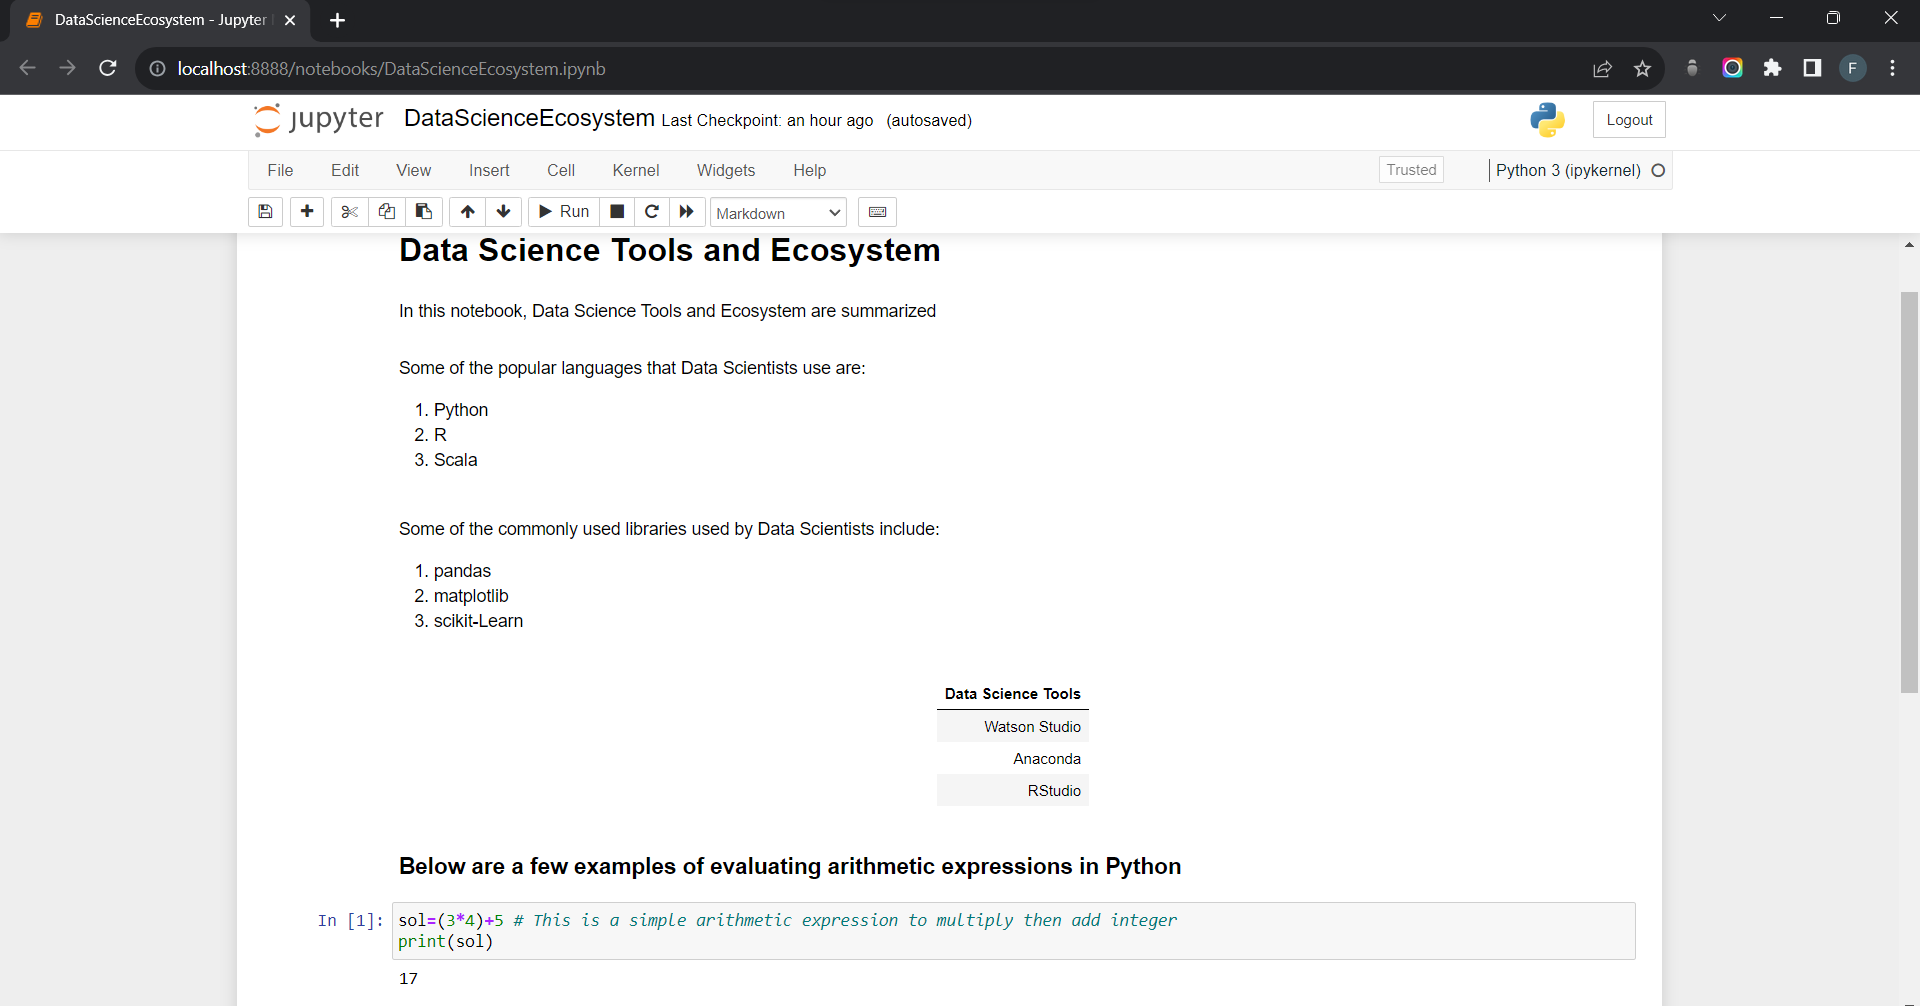 DataScienceEcosystem - Jupyter
localhost:8888/notebooks/DataScienceEcosystem.ipynb
F
jupyter DataScienceEcosystem Last Checkpoint: an hour ago (autosaved)
Logout
File Edit View Insert Cell Kernel Widgets Help
Trusted
Python 3 (ipykernel)
Run
Markdown
Data Science Tools and Ecosystem
In this notebook, Data Science Tools and Ecosystem are summarized
Some of the popular languages that Data Scientists use are:
1. Python
2. R
3. Scala
Some of the commonly used libraries used by Data Scientists include:
1. pandas
2. matplotlib
3. scikit-Learn
Data Science Tools
Watson Studio
Anaconda
RStudio
Below are a few examples of evaluating arithmetic expressions in Python
In [1]: sol=(3*4)+5 # This is a simple arithmetic expression to multiply then add integer
print(sol)
17